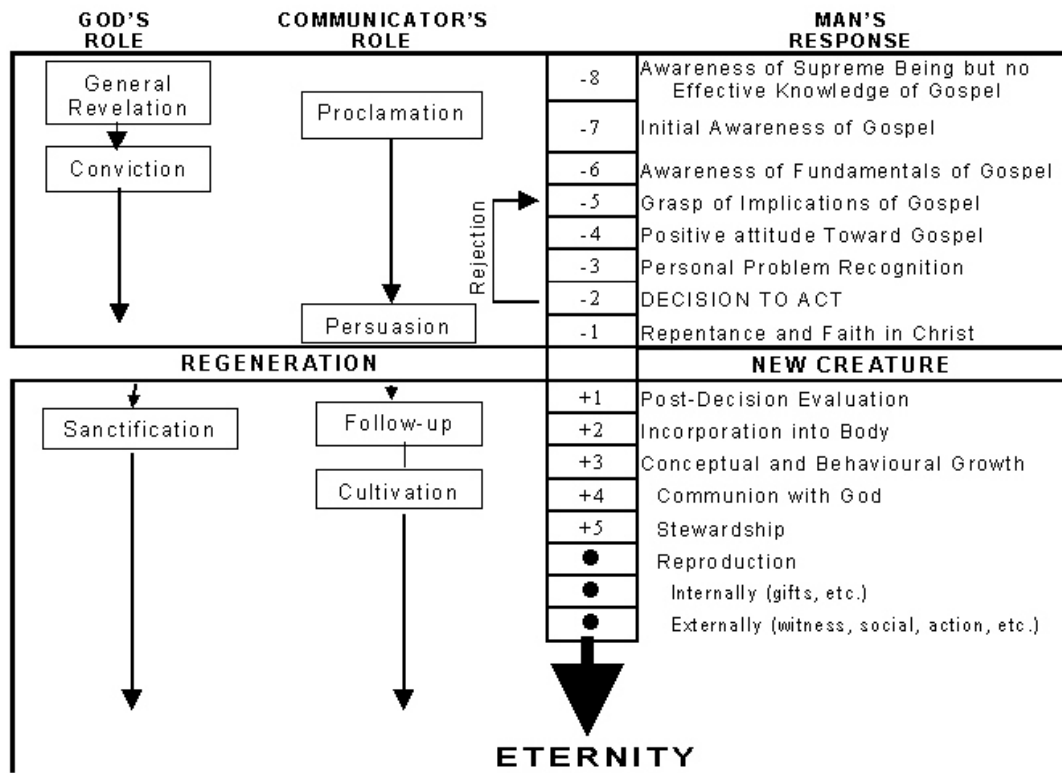 GOD'S
ROLE
COMMUNICATOR'S
ROLE
MAN'S
RESPONSE
General
Revelation
Conviction
Proclamation
Persuasion
Rejection
-8 Awareness of Supreme Being but no
Effective Knowledge of Gospel
-7 Initial Awareness of Gospel
-6 Awareness of Fundamentals of Gospel
-5 Grasp of Implications of Gospel
-4 Positive attitude Toward Gospel
-3 Personal Problem Recognition
-2 DECISION TO ACT
-1 Repentance and Faith in Christ
REGENERATION
NEW CREATURE
Sanctification
Follow-up
Cultivation
+1 Post-Decision Evaluation
+2 Incorporation into Body
+3 Conceptual and Behavioural Growth
+4 Communion with God
+5 Stewardship
Reproduction
Internally (gifts, etc.)
Externally (witness, social, action, etc.)
ETERNITY